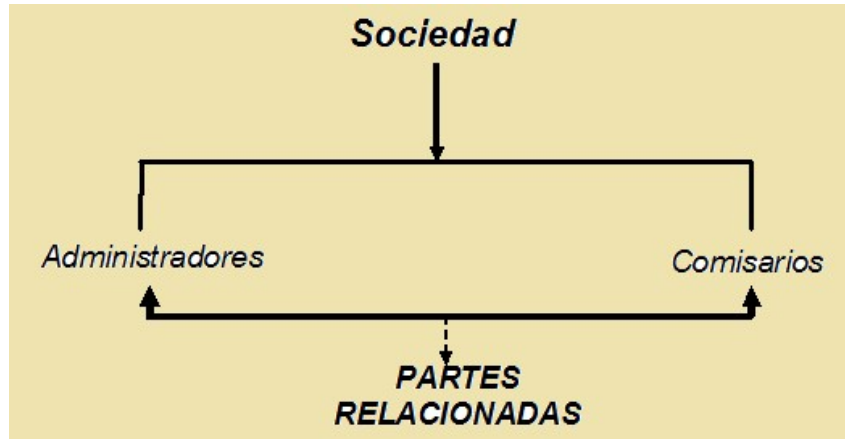 Sociedad
Administradores
Comisarios
PARTES
RELACIONADAS